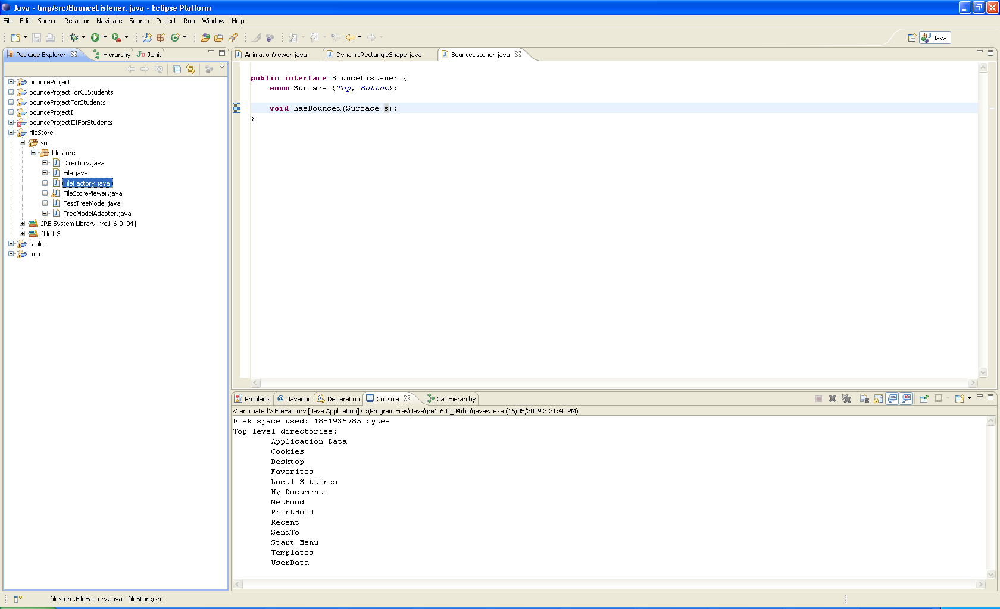 Java - tmp/src/BounceListener.java - Eclipse Platform
File Edit Source Refactor Navigate Search Project Run Window Help
Java
Package Explorer Hierarchy JUnit
bounceProject
bounceProjectForCSStudents
bounceProjectForStudents
bounceProjectI
bounceProjectIIIForStudents
fileStore
src
filestore
Directory.java
File.java
FileFactory.java
FileStoreViewer.java
TestTreeModel.java
TreeModelAdapter.java
JRE System Library [jre1.6.0_04]
JUnit 3
table
tmp
AnimationViewer.java DynamicRectangleShape.java BounceListener.java
public interface BounceListener {
enum Surface {Top, Bottom};
void hasBounced(Surface s);
}
Problems @ Javadoc Declaration Console Call Hierarchy
<terminated> FileFactory [Java Application] C:\Program Files\Java\jre1.6.0_04\bin\javaw.exe (16/05/2009 2:31:40 PM)
Disk space used: 1881935785 bytes
Top level directories:
Application Data
Cookies
Desktop
Favorites
Local Settings
My Documents
NetHood
PrintHood
Recent
SendTo
Start Menu
Templates
UserData
filestore.FileFactory.java - fileStore/src